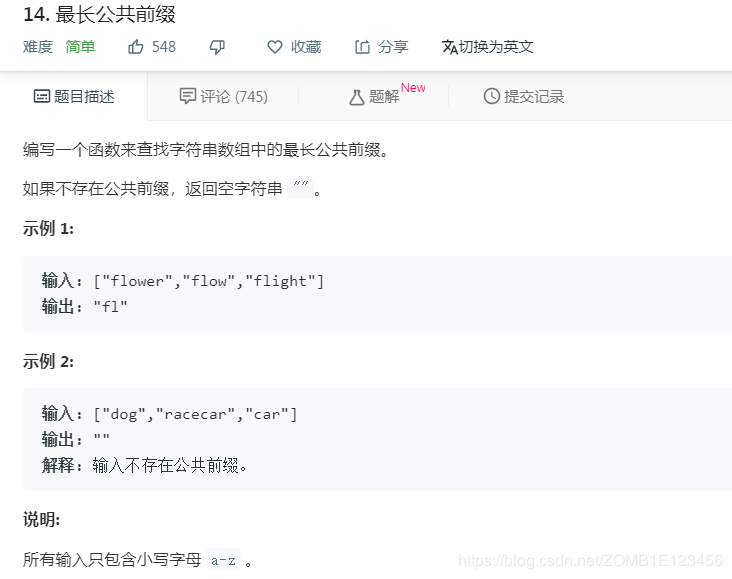 14. 最长公共前缀
难度 简单 548 收藏 分享 切换为英文
题目描述 评论 (745) 题解 New 提交记录
编写一个函数来查找字符串数组中的最长公共前缀。
如果不存在公共前缀，返回空字符串 ""。
示例 1:
输入: ["flower","flow","flight"]
输出: "fl"
示例 2:
输入: ["dog","racecar","car"]
输出: ""
解释: 输入不存在公共前缀。
说明:
所有输入只包含小写字母 a-z 。
https://blog.csdn.net/ZOMB1E123456